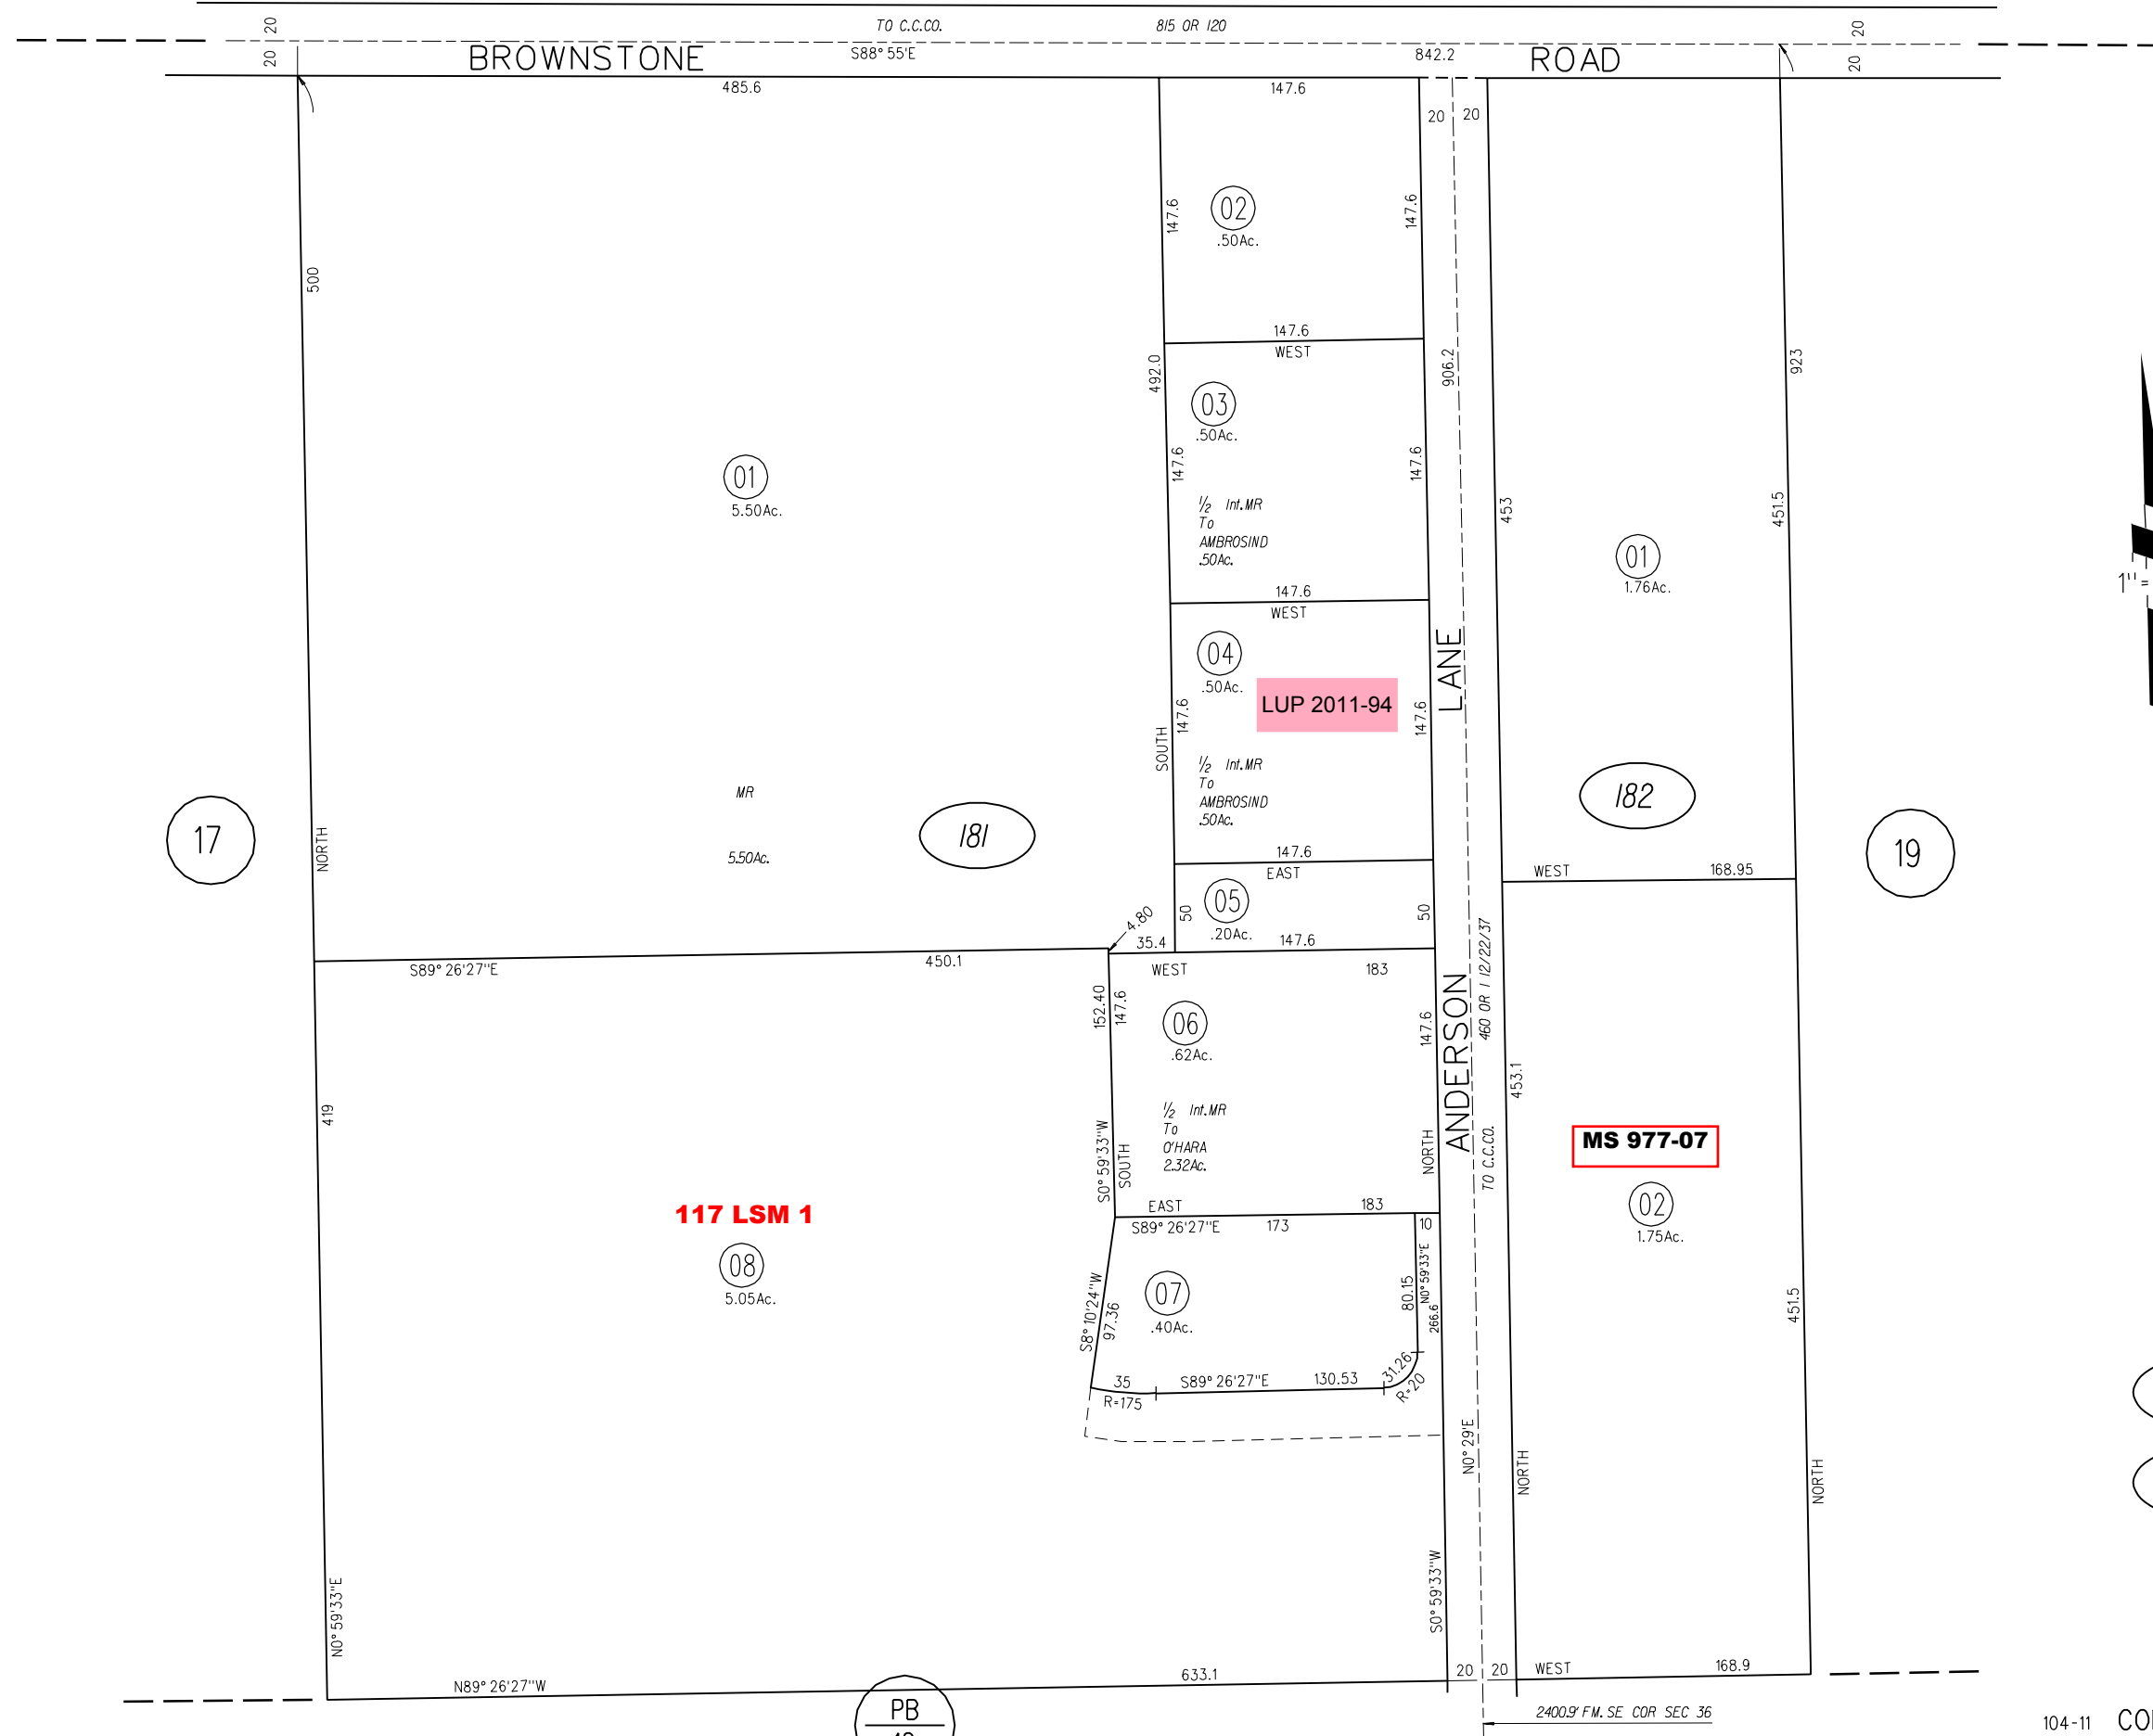 TO C.C.CO.
815 OR 120
20
20
BROWNSTONE
S88° 55'E
842.2
ROAD
20
20
485.6
147.6
20
20
500
147.6
02
.50Ac.
147.6
147.6
WEST
492.0
906.2
923
03
.50Ac.
147.6
147.6
01
5.50Ac.
½ Int.MR
To
AMBROSIND
.50Ac.
453
451.5
01
1.76Ac.
1" =
147.6
WEST
04
.50Ac.
LUP 2011-94
147.6
147.6
LANE
SOUTH
½ Int.MR
To
AMBROSIND
.50Ac.
MR
5.50Ac.
181
182
17
19
NORTH
147.6
EAST
WEST
168.95
05
.20Ac.
50
50
4.80
35.4
147.6
S89° 26'27"E
450.1
WEST
183
460 OR 1 12/22/37
152.40
147.6
06
.62Ac.
147.6
ANDERSON
453.1
419
½ Int.MR
To
O'HARA
2.32Ac.
S0° 59'33"W
SOUTH
NORTH
TO C.C.CO.
MS 977-07
02
1.75Ac.
117 LSM 1
08
5.05Ac.
EAST
183
S89° 26'27"E
173
10
07
.40Ac.
S8° 10'24"W
97.36
80.15
N0° 59'33"E
266.6
451.5
35
R=175
S89° 26'27"E
130.53
31.26
R=20
N0° 29'E
NORTH
NORTH
N0° 59'33"E
S0° 59'33"W
N89° 26'27"W
633.1
20
20
WEST
168.9
PB
2400.9' FM. SE COR SEC 36
104-11